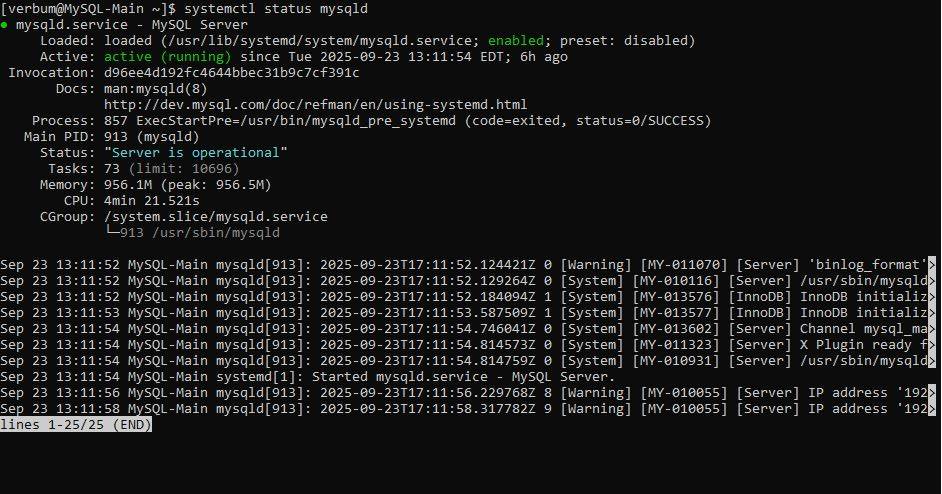 [verbum@MySQL-Main ~]$ systemctl status mysqld
● mysqld.service - MySQL Server
     Loaded: loaded (/usr/lib/systemd/system/mysqld.service; enabled; preset: disabled)
     Active: active (running) since Tue 2025-09-23 13:11:54 EDT; 6h ago
 Invocation: d96ee4d192fc4644bbec31b9c7cf391c
       Docs: man:mysqld(8)
             http://dev.mysql.com/doc/refman/en/using-systemd.html
    Process: 857 ExecStartPre=/usr/bin/mysqld_pre_systemd (code=exited, status=0/SUCCESS)
   Main PID: 913 (mysqld)
     Status: "Server is operational"
      Tasks: 73 (limit: 10696)
     Memory: 956.1M (peak: 956.5M)
        CPU: 4min 21.521s
     CGroup: /system.slice/mysqld.service
             └─913 /usr/sbin/mysqld

Sep 23 13:11:52 MySQL-Main mysqld[913]: 2025-09-23T17:11:52.124421Z 0 [Warning] [MY-011070] [Server] 'binlog_format'>
Sep 23 13:11:52 MySQL-Main mysqld[913]: 2025-09-23T17:11:52.129264Z 0 [System] [MY-010116] [Server] /usr/sbin/mysqld>
Sep 23 13:11:52 MySQL-Main mysqld[913]: 2025-09-23T17:11:52.184094Z 1 [System] [MY-013576] [InnoDB] InnoDB initializ>
Sep 23 13:11:53 MySQL-Main mysqld[913]: 2025-09-23T17:11:53.587509Z 1 [System] [MY-013577] [InnoDB] InnoDB initializ>
Sep 23 13:11:54 MySQL-Main mysqld[913]: 2025-09-23T17:11:54.746041Z 0 [System] [MY-013602] [Server] Channel mysql_ma>
Sep 23 13:11:54 MySQL-Main mysqld[913]: 2025-09-23T17:11:54.814573Z 0 [System] [MY-011323] [Server] X Plugin ready f>
Sep 23 13:11:54 MySQL-Main mysqld[913]: 2025-09-23T17:11:54.814759Z 0 [System] [MY-010931] [Server] /usr/sbin/mysqld>
Sep 23 13:11:54 MySQL-Main systemd[1]: Started mysqld.service - MySQL Server.
Sep 23 13:11:56 MySQL-Main mysqld[913]: 2025-09-23T17:11:56.229768Z 8 [Warning] [MY-010055] [Server] IP address '192>
Sep 23 13:11:58 MySQL-Main mysqld[913]: 2025-09-23T17:11:58.317782Z 9 [Warning] [MY-010055] [Server] IP address '192>
lines 1-25/25 (END)